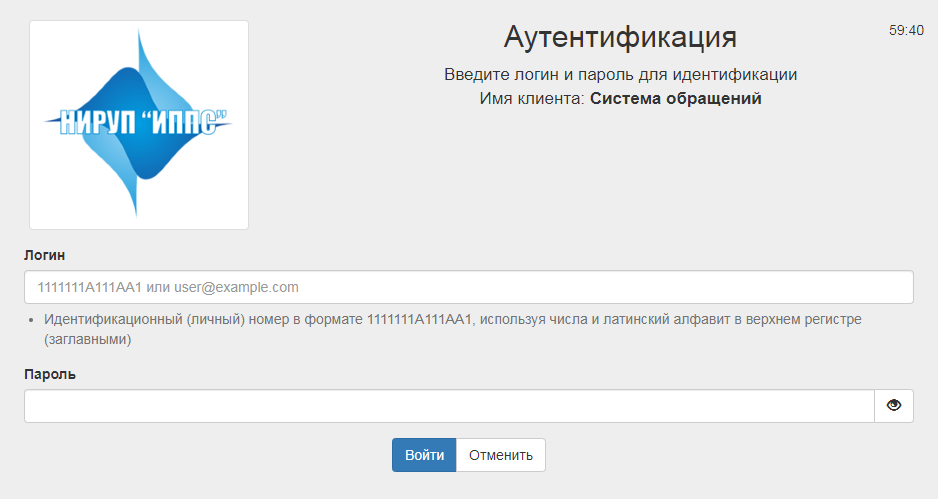 Аутентификация
59:40
Введите логин и пароль для идентификации
Имя клиента: Система обращений
НИРУП “ИППС”
Логин
1111111A111AA1 или user@example.com
• Идентификационный (личный) номер в формате 1111111A111AA1, используя числа и латинский алфавит в верхнем регистре
(заглавными)
Пароль
Войти Отменить